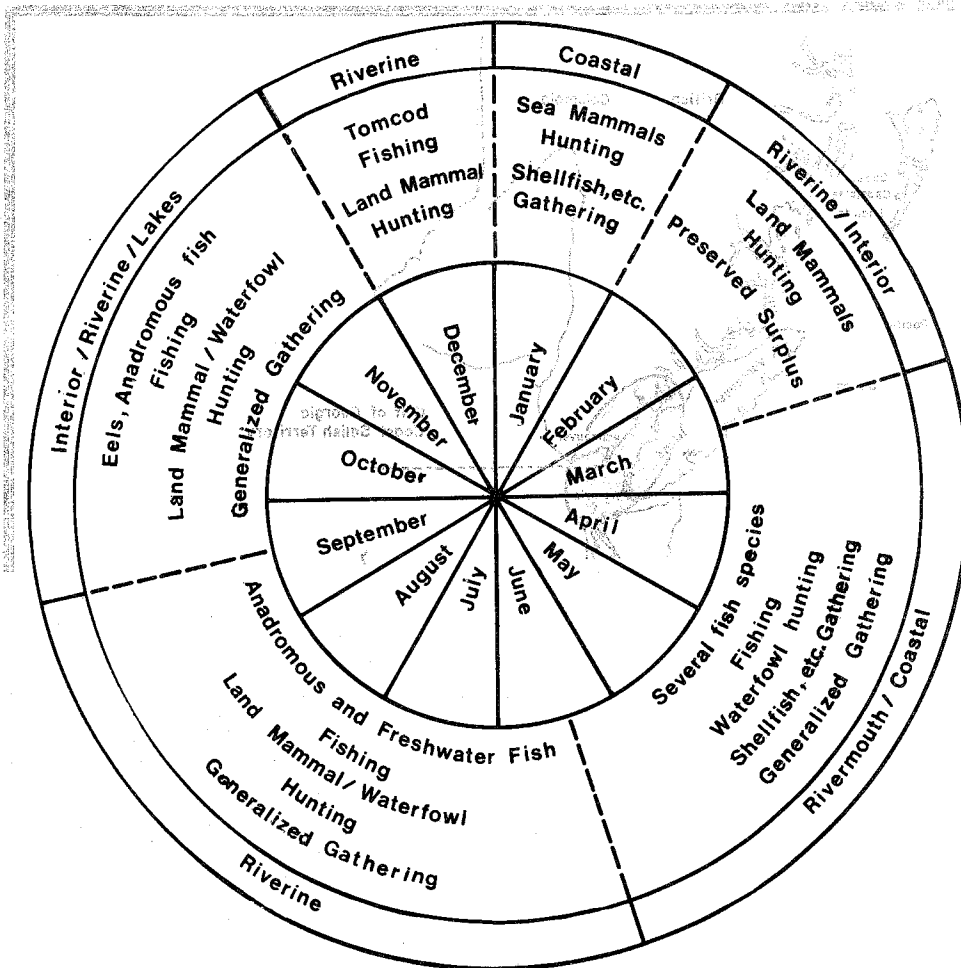 Riverine
Tomcod
Fishing
Land Mammal
Hunting
Coastal
Sea Mammals
Hunting
Shellfish, etc.
Gathering
Riverine / Interior
Land Mammals
Hunting
Preserved Surplus
Rivermouth / Coastal
Several fish species
Fishing
Waterfowl hunting
Shellfish, etc. Gathering
Generalized Gathering
Riverine
Anadromous and Freshwater Fish
Fishing
Land Mammal / Waterfowl
Hunting
Generalized Gathering
Interior / Riverine / Lakes
Eels, Anadromous fish
Fishing
Land Mammal / Waterfowl
Hunting
Generalized Gathering
January
February
March
April
May
June
July
August
September
October
November
December